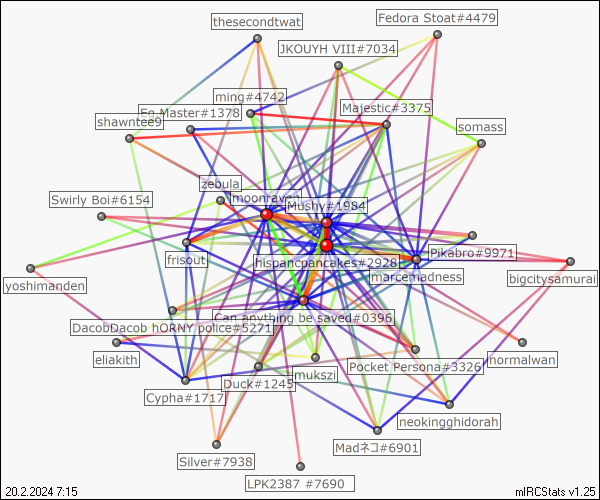 Fedora Stoat#4479
thesecondtwat
JKOUYH VIII#7034
ming#4742
Majestic#3375
Eg.Master#1378
shawntee9
somass
zebula
Swirly Boi#6154
moonraven
Mushy#1984
Pikabro#9971
frisout
hispancpancakes#2928
marcemadness
bigcitysamurai
yoshimanden
Can anything be saved#0396
DacobDacob hORNY police#5271
eliakith
normalwan
Pocket Persona#3326
mukszi
Duck#1245
Cypha#1717
neokingghidorah
Madネコ#6901
Silver#7938
LPK2387 #7690
20.2.2024 7:15
mIRCStats v1.25